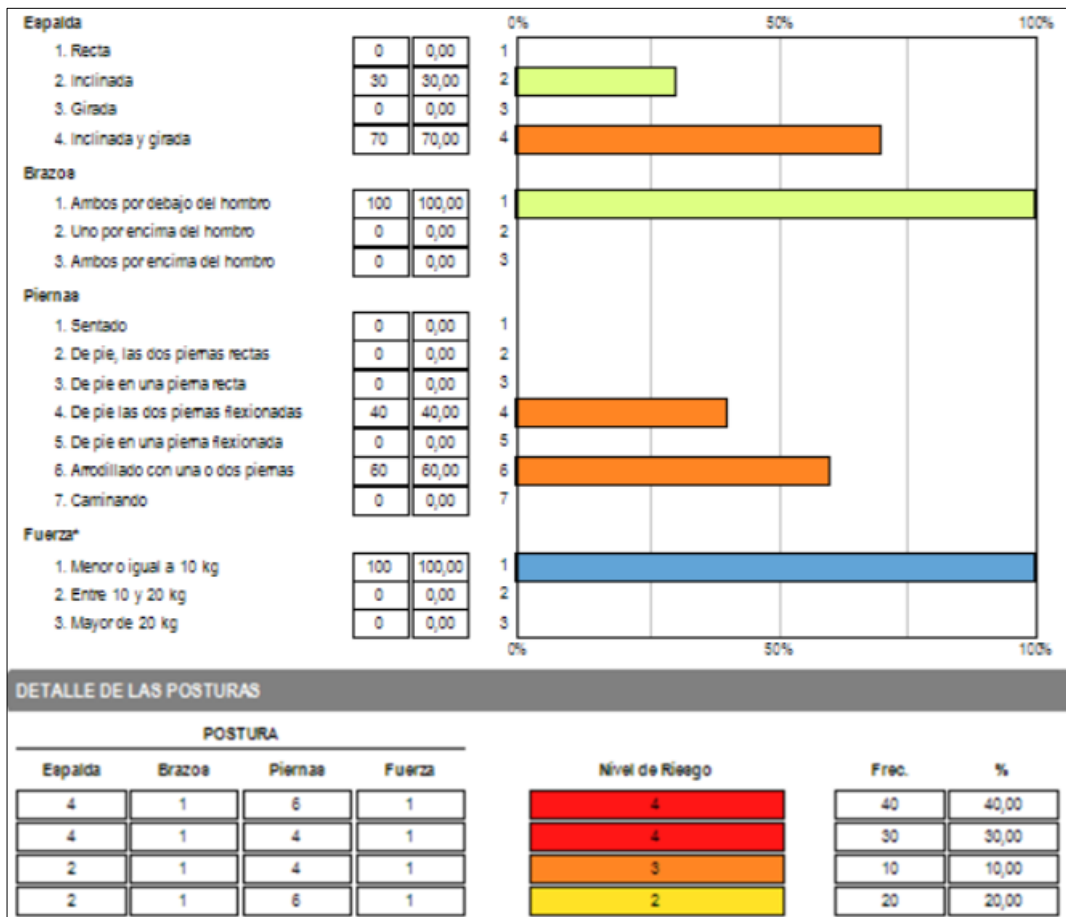 Espalda 0% 50% 100%
1. Recta 0 0,00 1
2. Inclinada 30 30,00 2
3. Girada 0 0,00 3
4. Inclinada y girada 70 70,00 4
Brazos
1. Ambos por debajo del hombro 100 100,00 1
2. Uno por encima del hombro 0 0,00 2
3. Ambos por encima del hombro 0 0,00 3
Piernas
1. Sentado 0 0,00 1
2. De pie, las dos piernas rectas 0 0,00 2
3. De pie en una pierna recta 0 0,00 3
4. De pie las dos piernas flexionadas 40 40,00 4
5. De pie en una pierna flexionada 0 0,00 5
6. Arrodillado con una o dos piernas 60 60,00 6
7. Caminando 0 0,00 7
Fuerza*
1. Menor o igual a 10 kg 100 100,00 1
2. Entre 10 y 20 kg 0 0,00 2
3. Mayor de 20 kg 0 0,00 3
0% 50% 100%
DETALLE DE LAS POSTURAS
POSTURA
Espalda Brazos Piernas Fuerza Nivel de Riesgo Frec. %
4 1 6 1 4 40 40,00
4 1 4 1 4 30 30,00
2 1 4 1 3 10 10,00
2 1 6 1 2 20 20,00